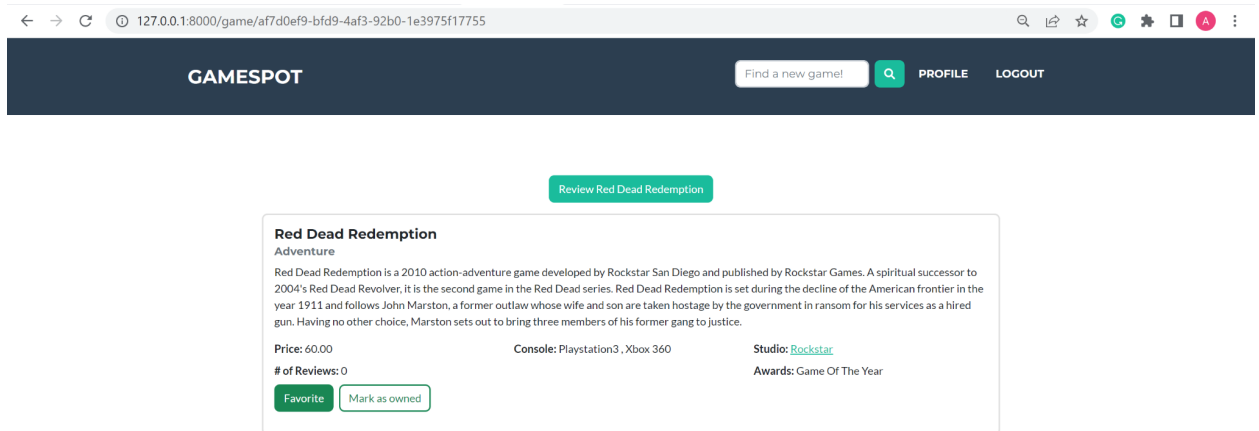 127.0.0.1:8000/game/af7d0ef9-bfd9-4af3-92b0-1e3975f17755
A
GAMESPOT
Find a new game!
PROFILE
LOGOUT
Review Red Dead Redemption
Red Dead Redemption
Adventure
Red Dead Redemption is a 2010 action-adventure game developed by Rockstar San Diego and published by Rockstar Games. A spiritual successor to
2004's Red Dead Revolver, it is the second game in the Red Dead series. Red Dead Redemption is set during the decline of the American frontier in the
year 1911 and follows John Marston, a former outlaw whose wife and son are taken hostage by the government in ransom for his services as a hired
gun. Having no other choice, Marston sets out to bring three members of his former gang to justice.
Price: 60.00
Console: Playstation3 , Xbox 360
Studio: Rockstar
# of Reviews: 0
Awards: Game Of The Year
Favorite
Mark as owned